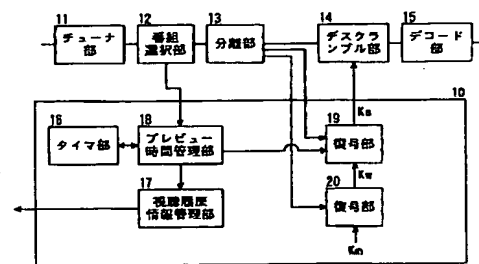 11
チューナ
部
12
番組
選択部
13
分離部
14
デスクラ
ンブル部
15
デコード
部
10
Ks
16
タイマ部
18
プレビュー
時間管理部
19
復号部
Kw
17
視聴履歴
情報管理部
20
復号部
Km